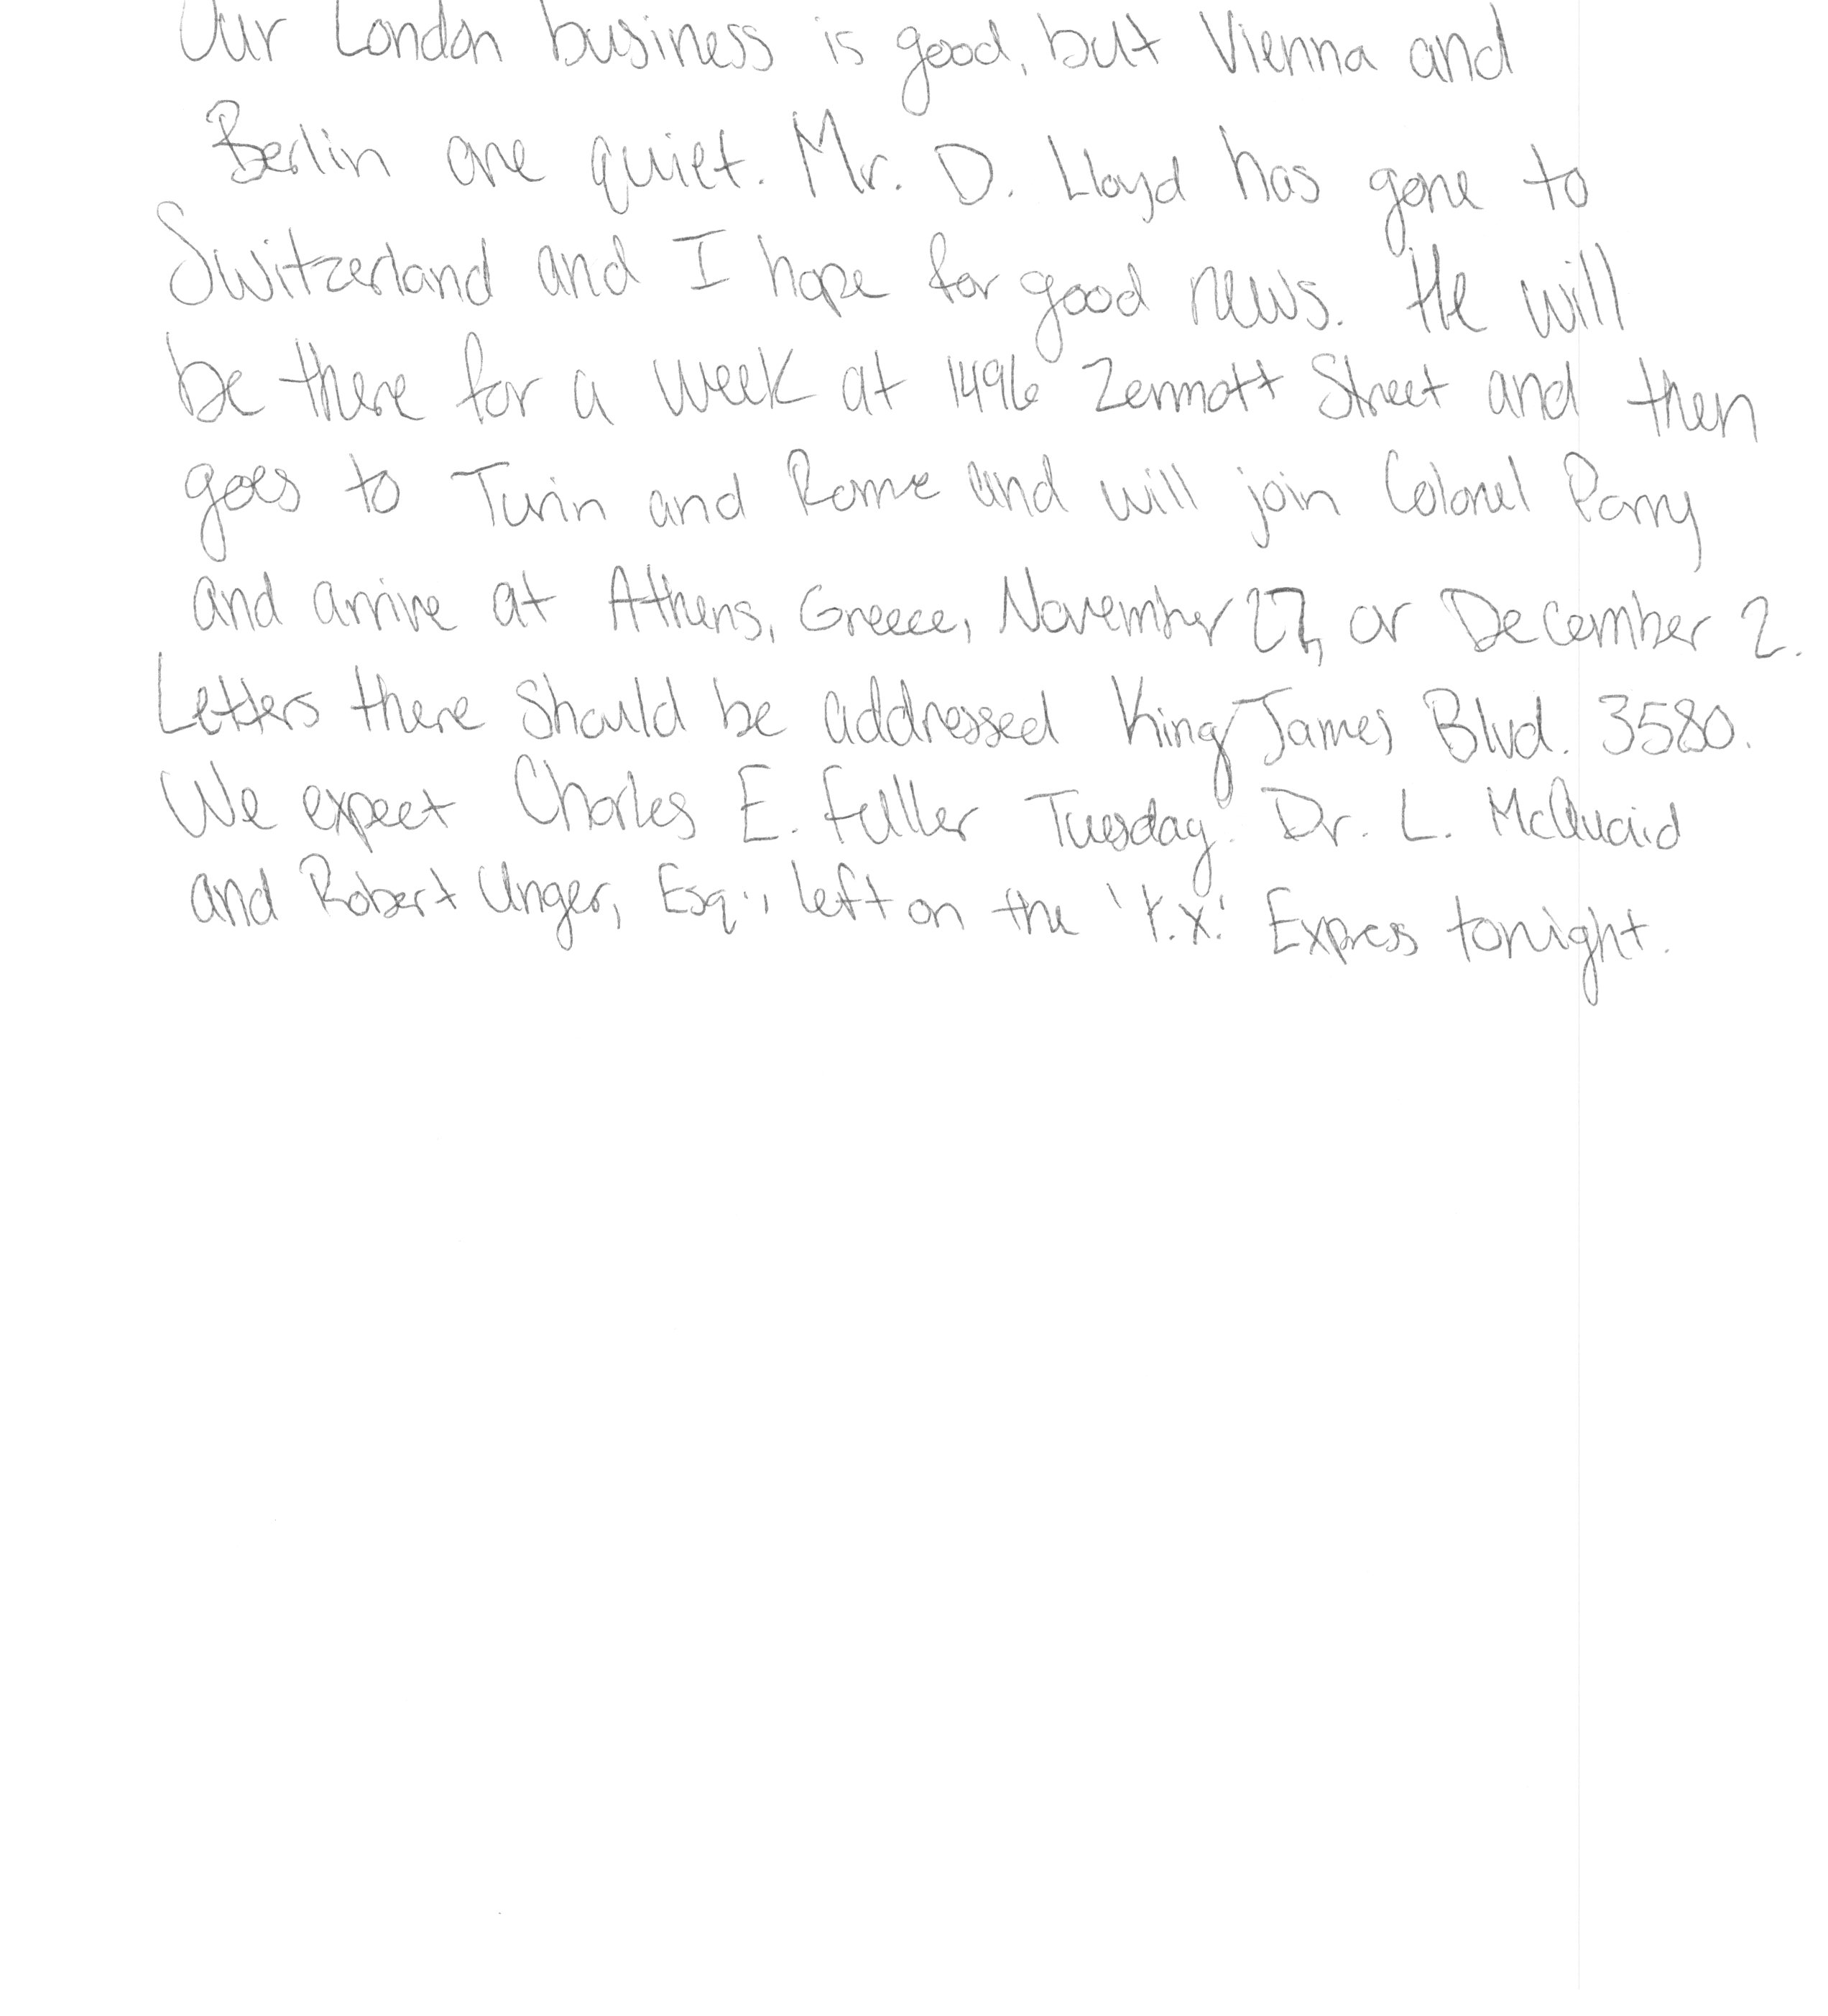 Our London business is good, but Vienna and
Berlin are quiet. Mr. D. Lloyd has gone to
Switzerland and I hope for good news. He will
be there for a week at 1496 Zermott Street and then
goes to Turin and Rome and will join Colonel Parry
and arrive at Athens, Greece, November 27, or December 2.
Letters there should be addressed King James Blvd. 3580.
We expect Charles E. Fuller Tuesday. Dr. L. McQuaid
and Robert Unger, Esq., left on the 'Y.X.' Express tonight.